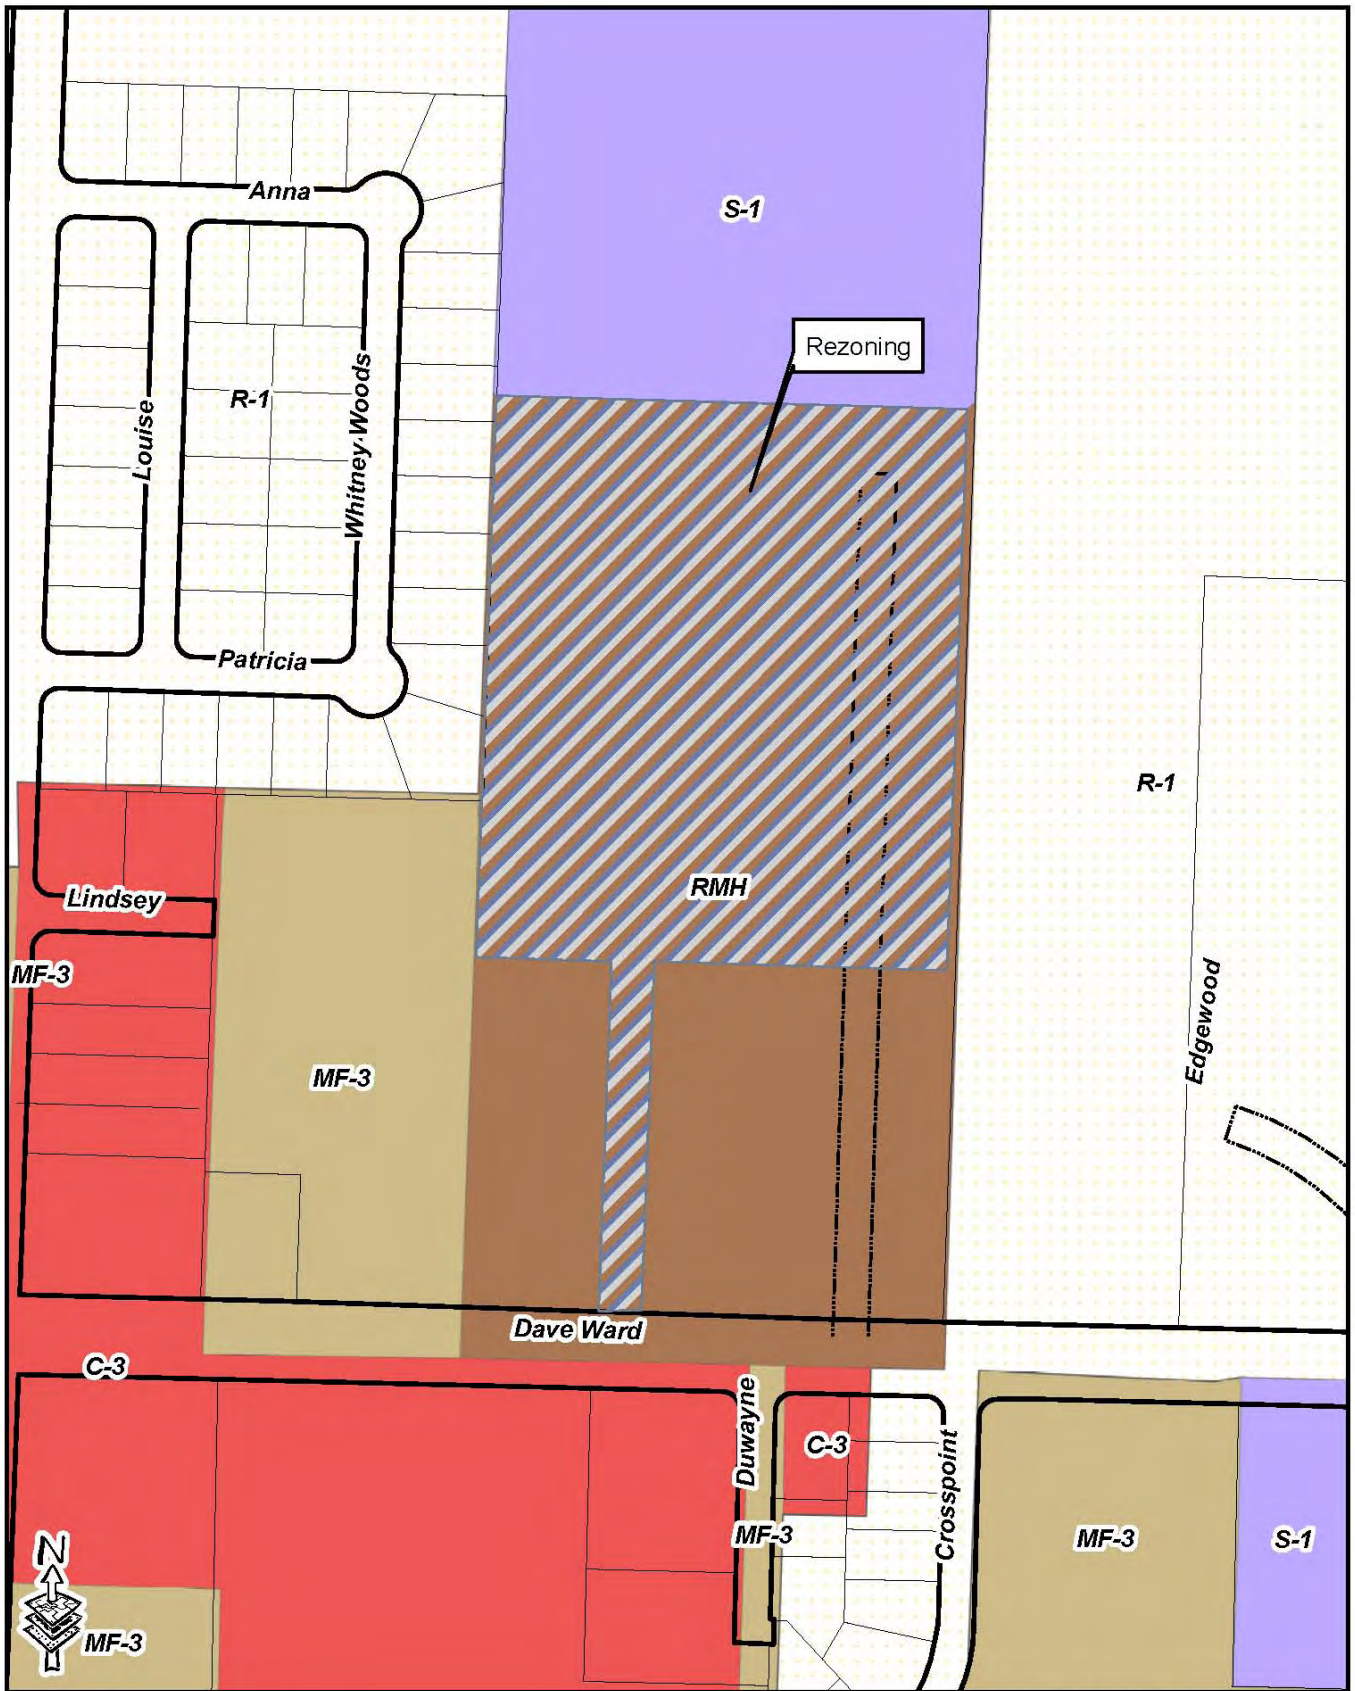 Anna
S-1
Rezoning
R-1
Louise
Whitney Woods
Patricia
R-1
RMH
Lindsey
MF-3
Edgewood
MF-3
Dave Ward
C-3
Duwayne
C-3
Crosspoint
MF-3
MF-3
S-1
N
MF-3